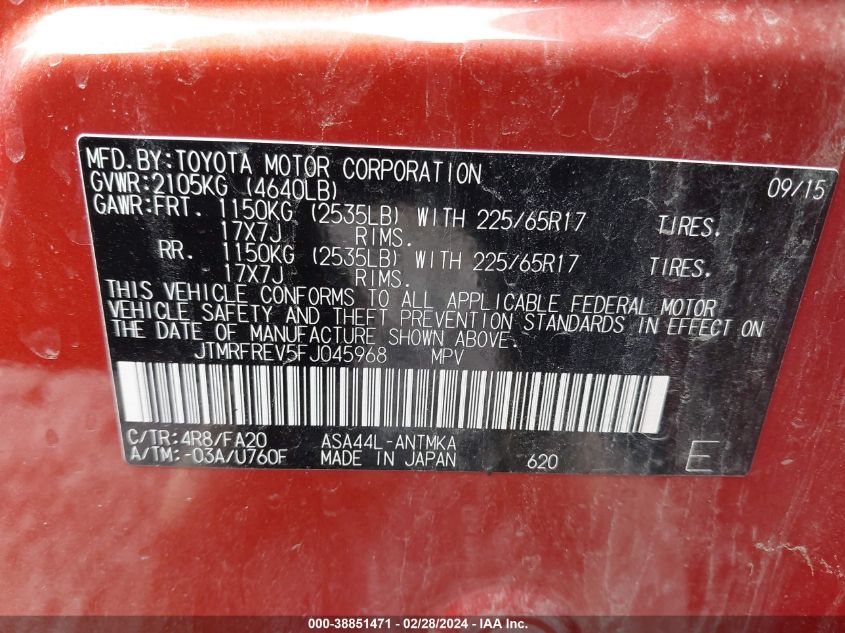 MFD. BY: TOYOTA MOTOR CORPORATION 09/15
GVWR: 2105KG (4640LB)
GAWR: FRT. 1150KG (2535LB) WITH 225/65R17 TIRES.
17X7J RIMS.
RR. 1150KG (2535LB) WITH 225/65R17 TIRES.
17X7J RIMS.
THIS VEHICLE CONFORMS TO ALL APPLICABLE FEDERAL MOTOR
VEHICLE SAFETY AND THEFT PREVENTION STANDARDS IN EFFECT ON
THE DATE OF MANUFACTURE SHOWN ABOVE.
JTMRFREV5FJ045968 MPV
C/TR: 4R8/FA20 ASA44L-ANTMKA
A/TM: -03A/U760F MADE IN JAPAN 620 E
000-38851471 - 02/28/2024 - IAA Inc.